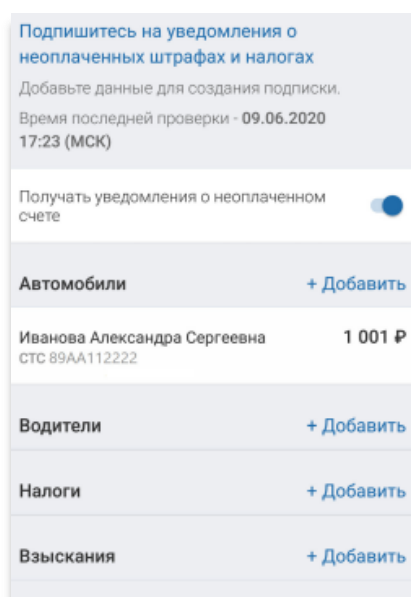 Подпишитесь на уведомления о
неоплаченных штрафах и налогах
Добавьте данные для создания подписки.
Время последней проверки - 09.06.2020
17:23 (МСК)
Получать уведомления о неоплаченном
счете
Автомобили + Добавить
Иванова Александра Сергеевна 1 001 ₽
СТС 89АА112222
Водители + Добавить
Налоги + Добавить
Взыскания + Добавить